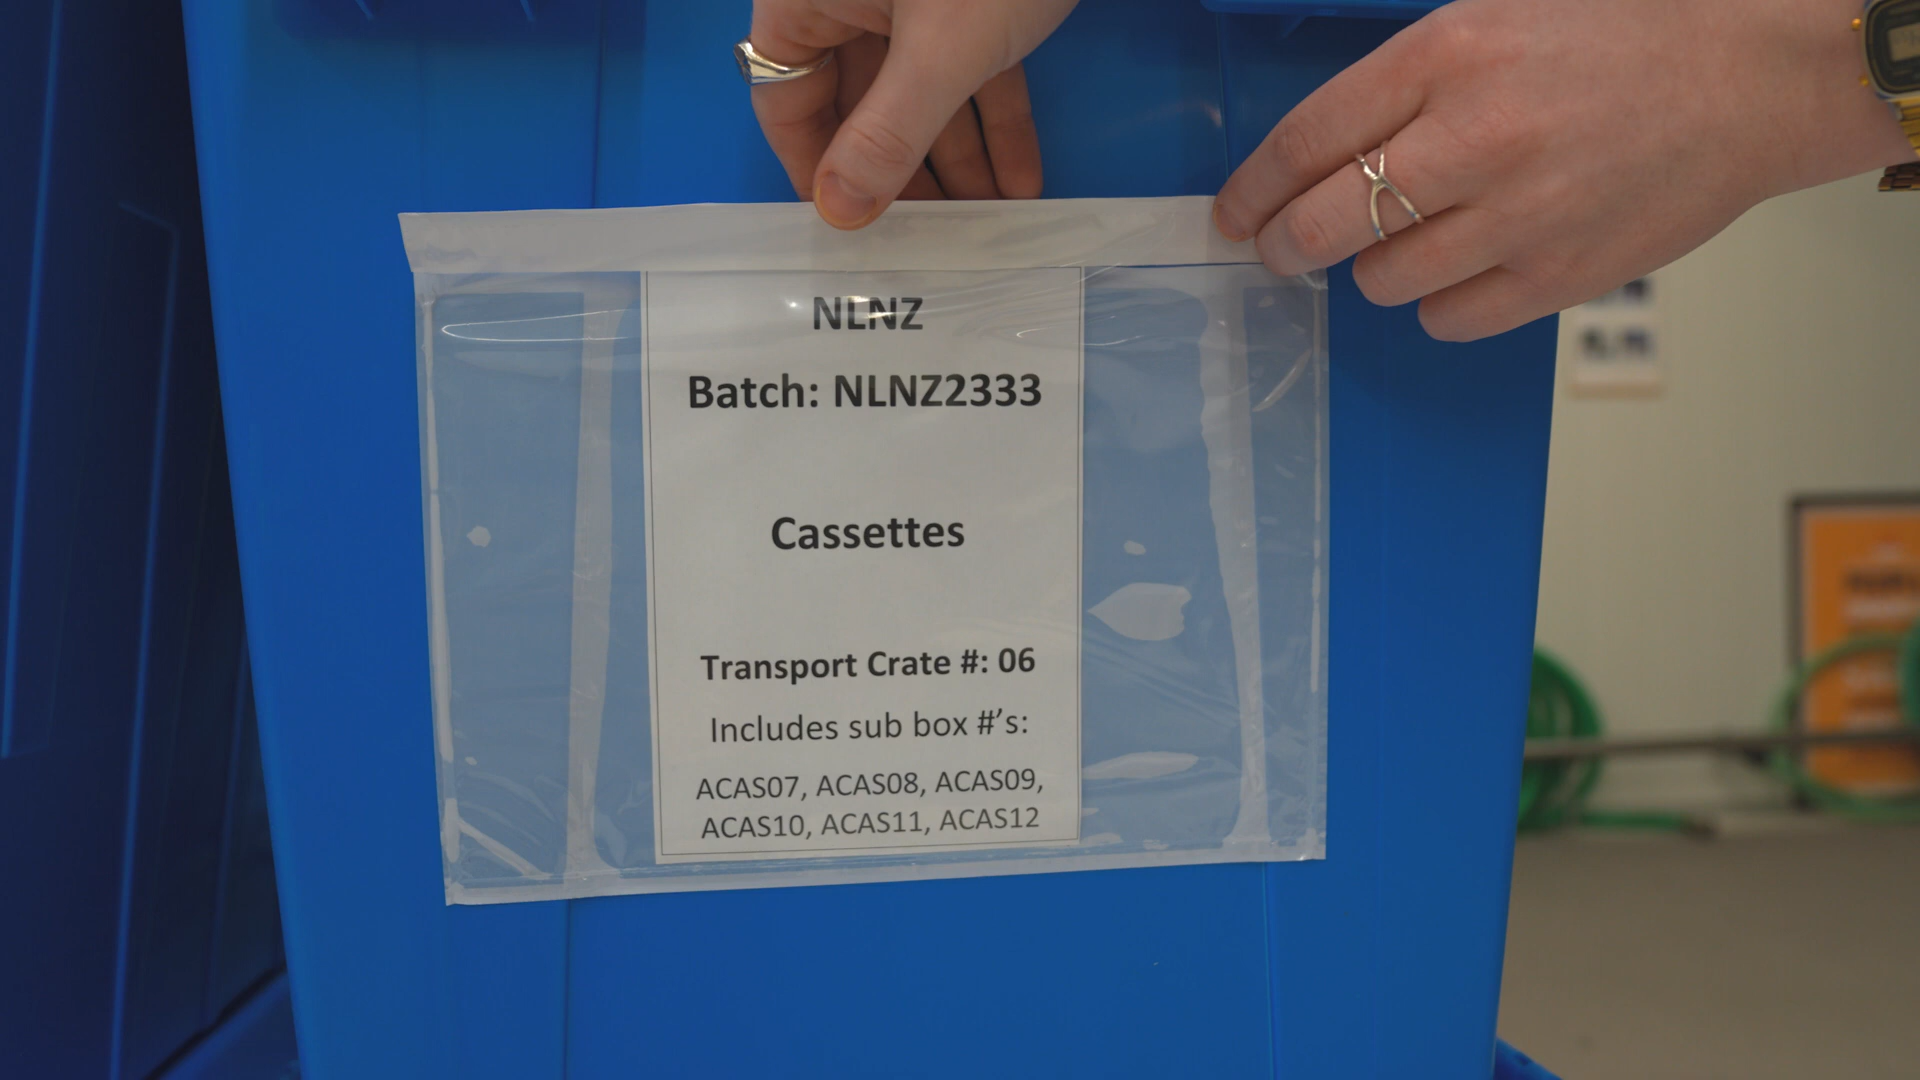 NLNZ
Batch: NLNZ2333
Cassettes
Transport Crate #: 06
Includes sub box #’s:
ACAS07, ACAS08, ACAS09,
ACAS10, ACAS11, ACAS12